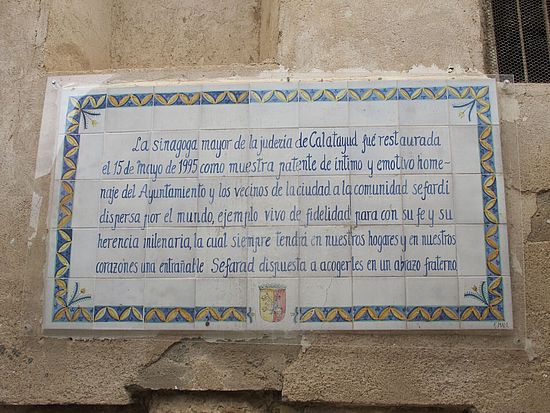 La sinagoga mayor de la judería de Calatayud fué restaurada
el 15 de mayo de 1995 como muestra patente de íntimo y emotivo home-
naje del Ayuntamiento y los vecinos de la ciudad a la comunidad sefardí
dispersa por el mundo, ejemplo vivo de fidelidad para con su fe y su
herencia milenaria, la cual siempre tendrá en nuestros hogares y en nuestros
corazones una entrañable Sefarad dispuesta a acogerles en un abrazo fraterno.